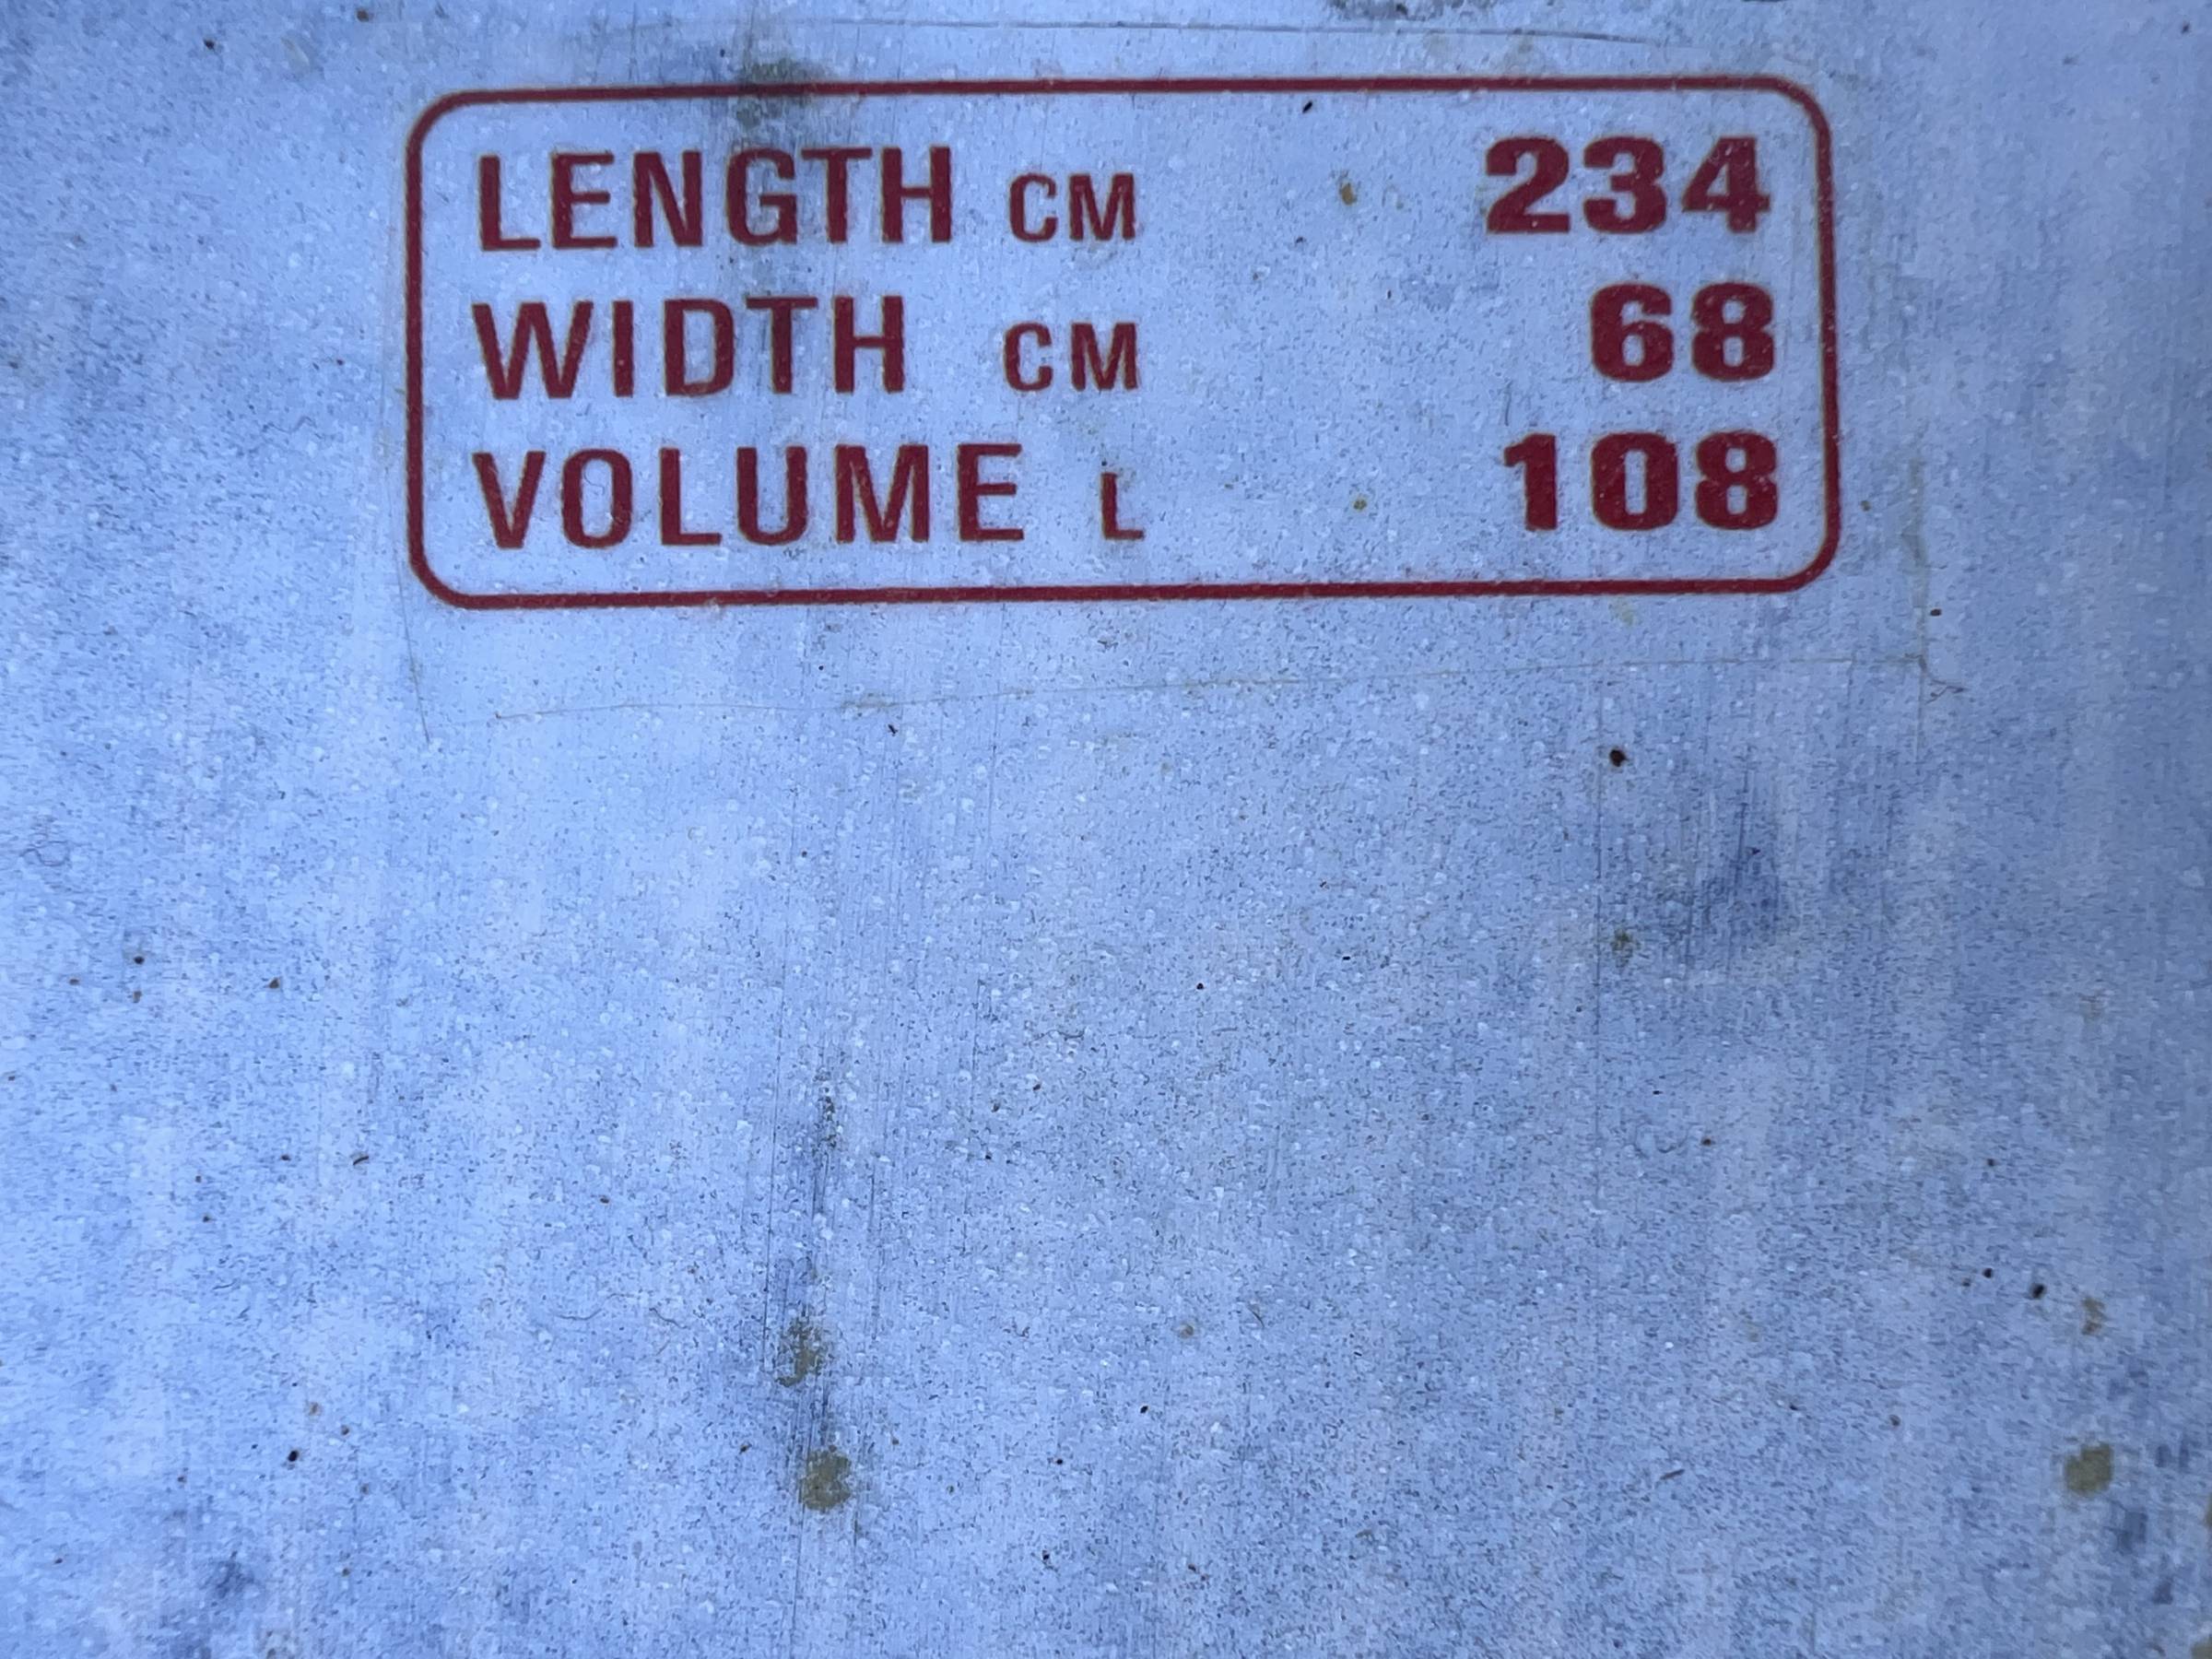 LENGTH CM 234
WIDTH CM 68
VOLUME L 108